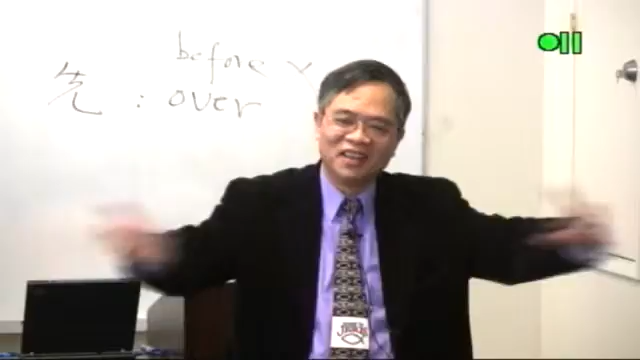 before ✓
先 : over